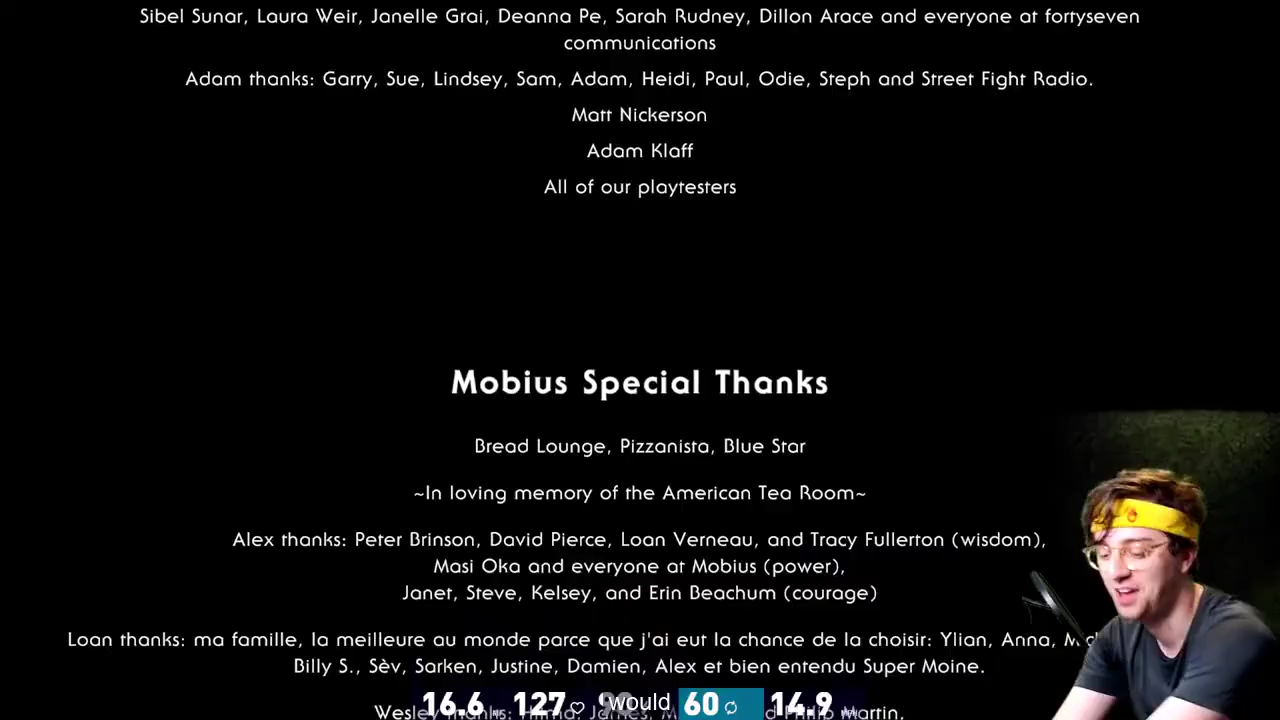 Sibel Sunar, Laura Weir, Janelle Grai, Deanna Pe, Sarah Rudney, Dillon Arace and everyone at fortyseven
communications
Adam thanks: Garry, Sue, Lindsey, Sam, Adam, Heidi, Paul, Odie, Steph and Street Fight Radio.
Matt Nickerson
Adam Klaff
All of our playtesters
Mobius Special Thanks
Bread Lounge, Pizzanista, Blue Star
~In loving memory of the American Tea Room~
Alex thanks: Peter Brinson, David Pierce, Loan Verneau, and Tracy Fullerton (wisdom),
Masi Oka and everyone at Mobius (power),
Janet, Steve, Kelsey, and Erin Beachum (courage)
Loan thanks: ma famille, la meilleure au monde parce que j'ai eut la chance de la choisir: Ylian, Anna,
Billy S., Sèv, Sarken, Justine, Damien, Alex et bien entendu Super Moine.
Wesley thanks: Martin,
16.6 127 would 60 14.9